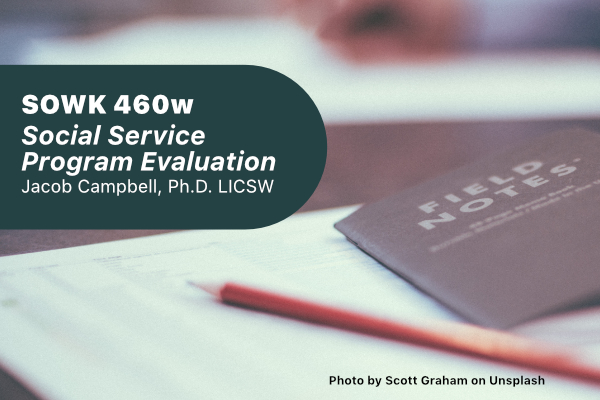 SOWK 460w
Social Service
Program Evaluation
Jacob Campbell, Ph.D. LICSW
FIELD
NOTES
Photo by Scott Graham on Unsplash